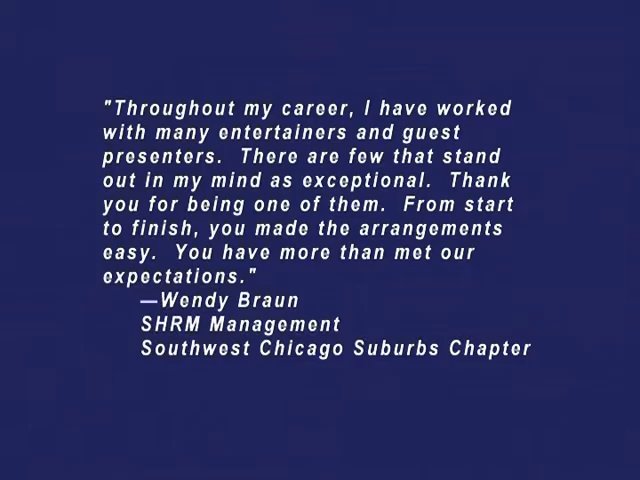 "Throughout my career, I have worked
with many entertainers and guest
presenters.  There are few that stand
out in my mind as exceptional.  Thank
you for being one of them.  From start
to finish, you made the arrangements
easy.  You have more than met our
expectations."
—Wendy Braun
SHRM Management
Southwest Chicago Suburbs Chapter